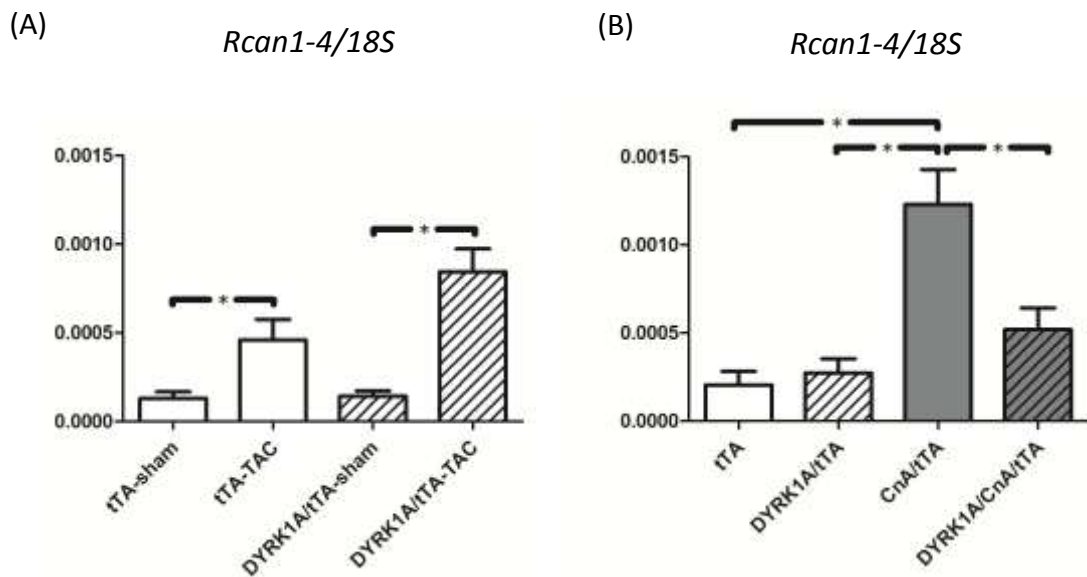 (A)
Rcan1-4/18S
0.0015
0.0010
0.0005
0.0000
*
*
tTA-sham
tTA-TAC
DYRK1A/tTA-sham
DYRK1A/tTA-TAC
(B)
Rcan1-4/18S
0.0015
0.0010
0.0005
0.0000
*
*
*
tTA
DYRK1A/tTA
CnA/tTA
DYRK1A/CnA/tTA